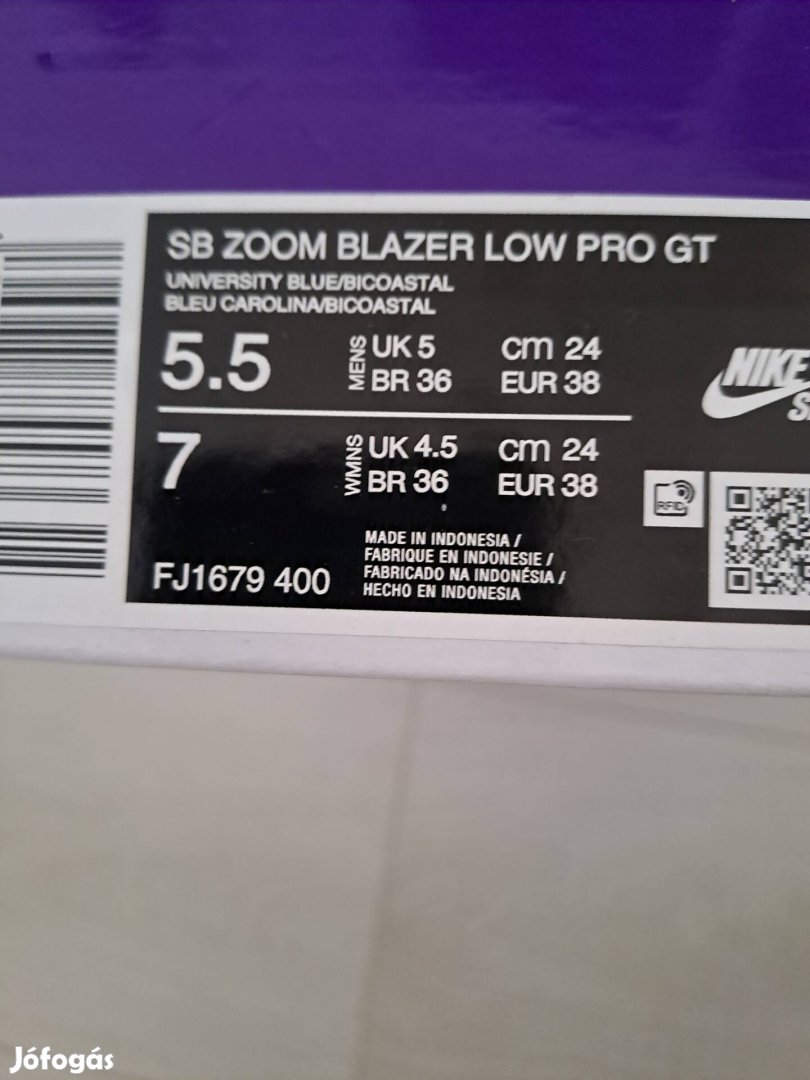 SB ZOOM BLAZER LOW PRO GT
UNIVERSITY BLUE/BICOASTAL
BLEU CAROLINA/BICOASTAL
5.5 MENS UK 5 cm 24
BR 36 EUR 38
NIKE
7 WMNS UK 4.5 cm 24
BR 36 EUR 38
RFID
MADE IN INDONESIA /
FABRIQUE EN INDONESIE /
FABRICADO NA INDONÉSIA /
HECHO EN INDONESIA
FJ1679 400
Jófogás